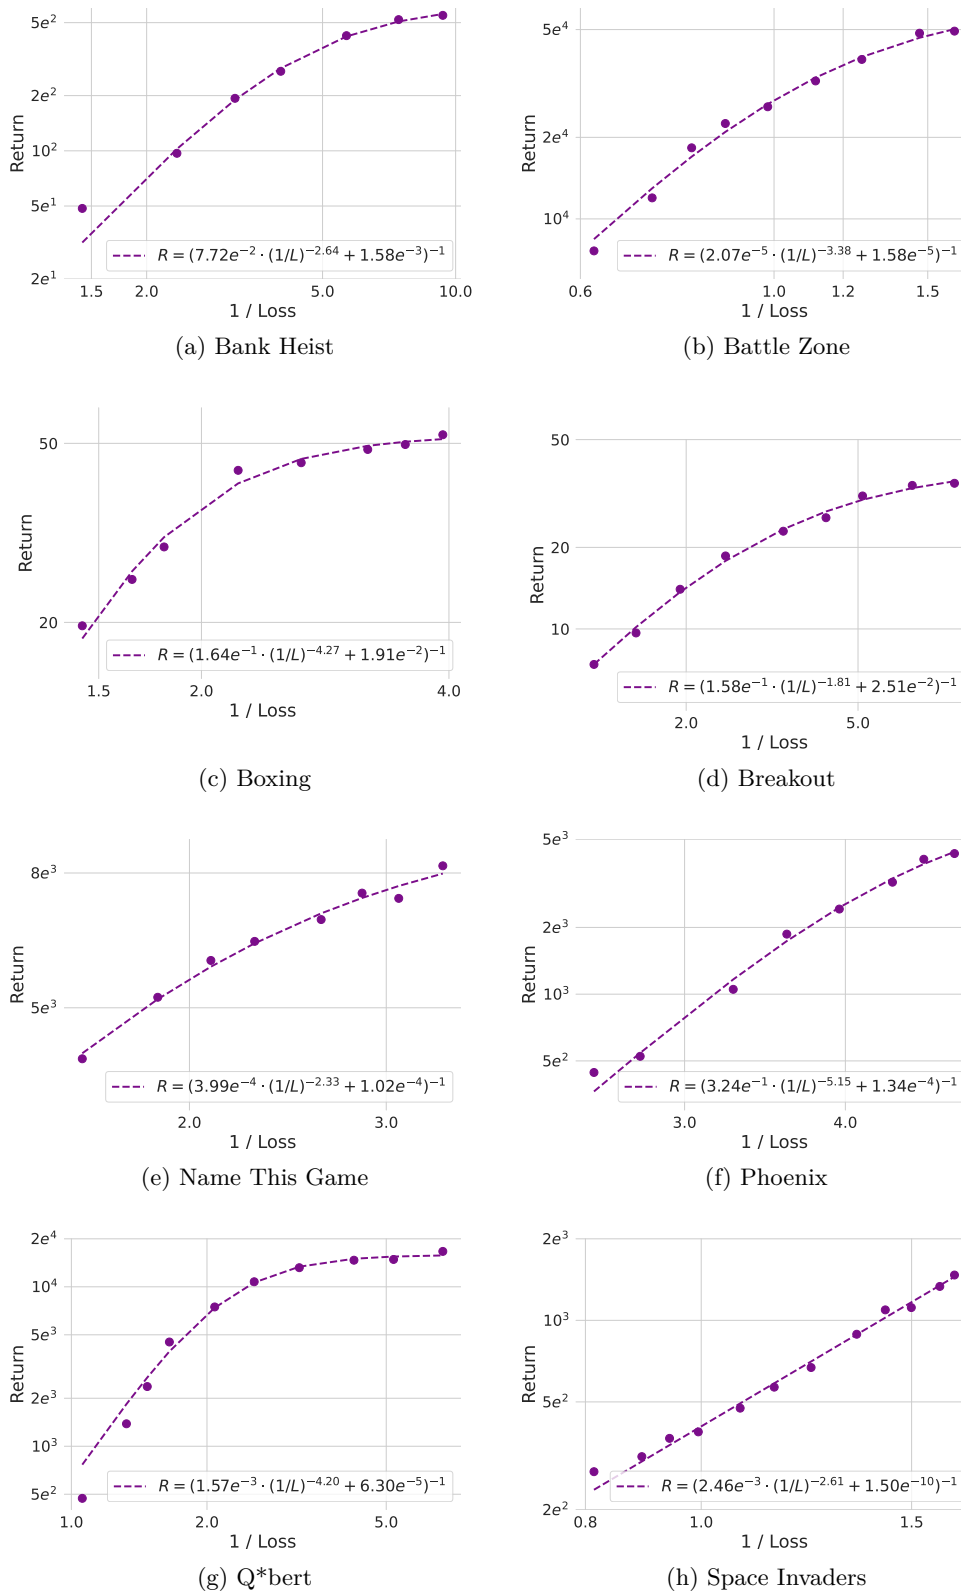 5e²
2e²
10²
5e¹
2e¹
Return
R = (7.72e⁻² · (1/L)⁻²·⁶⁴ + 1.58e⁻³)⁻¹
1.5 2.0 5.0 10.0
1 / Loss
(a) Bank Heist
5e⁴
2e⁴
10⁴
Return
R = (2.07e⁻⁵ · (1/L)⁻³·³⁸ + 1.58e⁻⁵)⁻¹
0.6 1.0 1.2 1.5
1 / Loss
(b) Battle Zone
50
20
Return
R = (1.64e⁻¹ · (1/L)⁻⁴·²⁷ + 1.91e⁻²)⁻¹
1.5 2.0 4.0
1 / Loss
(c) Boxing
50
20
10
Return
R = (1.58e⁻¹ · (1/L)⁻¹·⁸¹ + 2.51e⁻²)⁻¹
2.0 5.0
1 / Loss
(d) Breakout
8e³
5e³
Return
R = (3.99e⁻⁴ · (1/L)⁻²·³³ + 1.02e⁻⁴)⁻¹
2.0 3.0
1 / Loss
(e) Name This Game
5e³
2e³
10³
5e²
Return
R = (3.24e⁻¹ · (1/L)⁻⁵·¹⁵ + 1.34e⁻⁴)⁻¹
3.0 4.0
1 / Loss
(f) Phoenix
2e⁴
10⁴
5e³
2e³
10³
5e²
Return
R = (1.57e⁻³ · (1/L)⁻⁴·²⁰ + 6.30e⁻⁵)⁻¹
1.0 2.0 5.0
1 / Loss
(g) Q*bert
2e³
10³
5e²
2e²
Return
R = (2.46e⁻³ · (1/L)⁻²·⁶¹ + 1.50e⁻¹⁰)⁻¹
0.8 1.0 1.5
1 / Loss
(h) Space Invaders